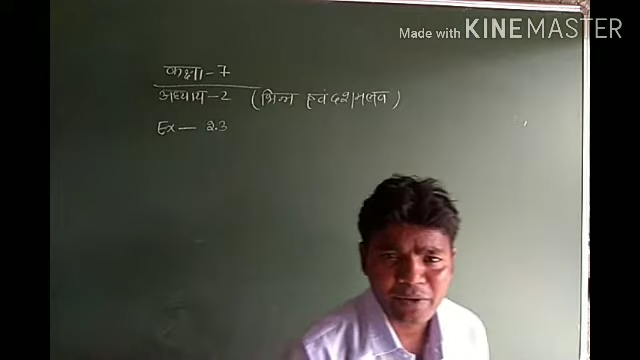 Made with KINEMASTER
कक्षा - 7
अध्याय - 2 (भिन्न एवं दशमलव)
Ex - 2.3